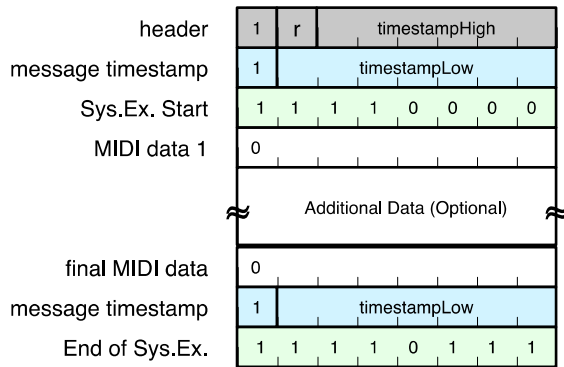 header 1 r timestampHigh
message timestamp 1 timestampLow
Sys.Ex. Start 1 1 1 1 0 0 0 0
MIDI data 1 0
Additional Data (Optional)
final MIDI data 0
message timestamp 1 timestampLow
End of Sys.Ex. 1 1 1 1 0 1 1 1